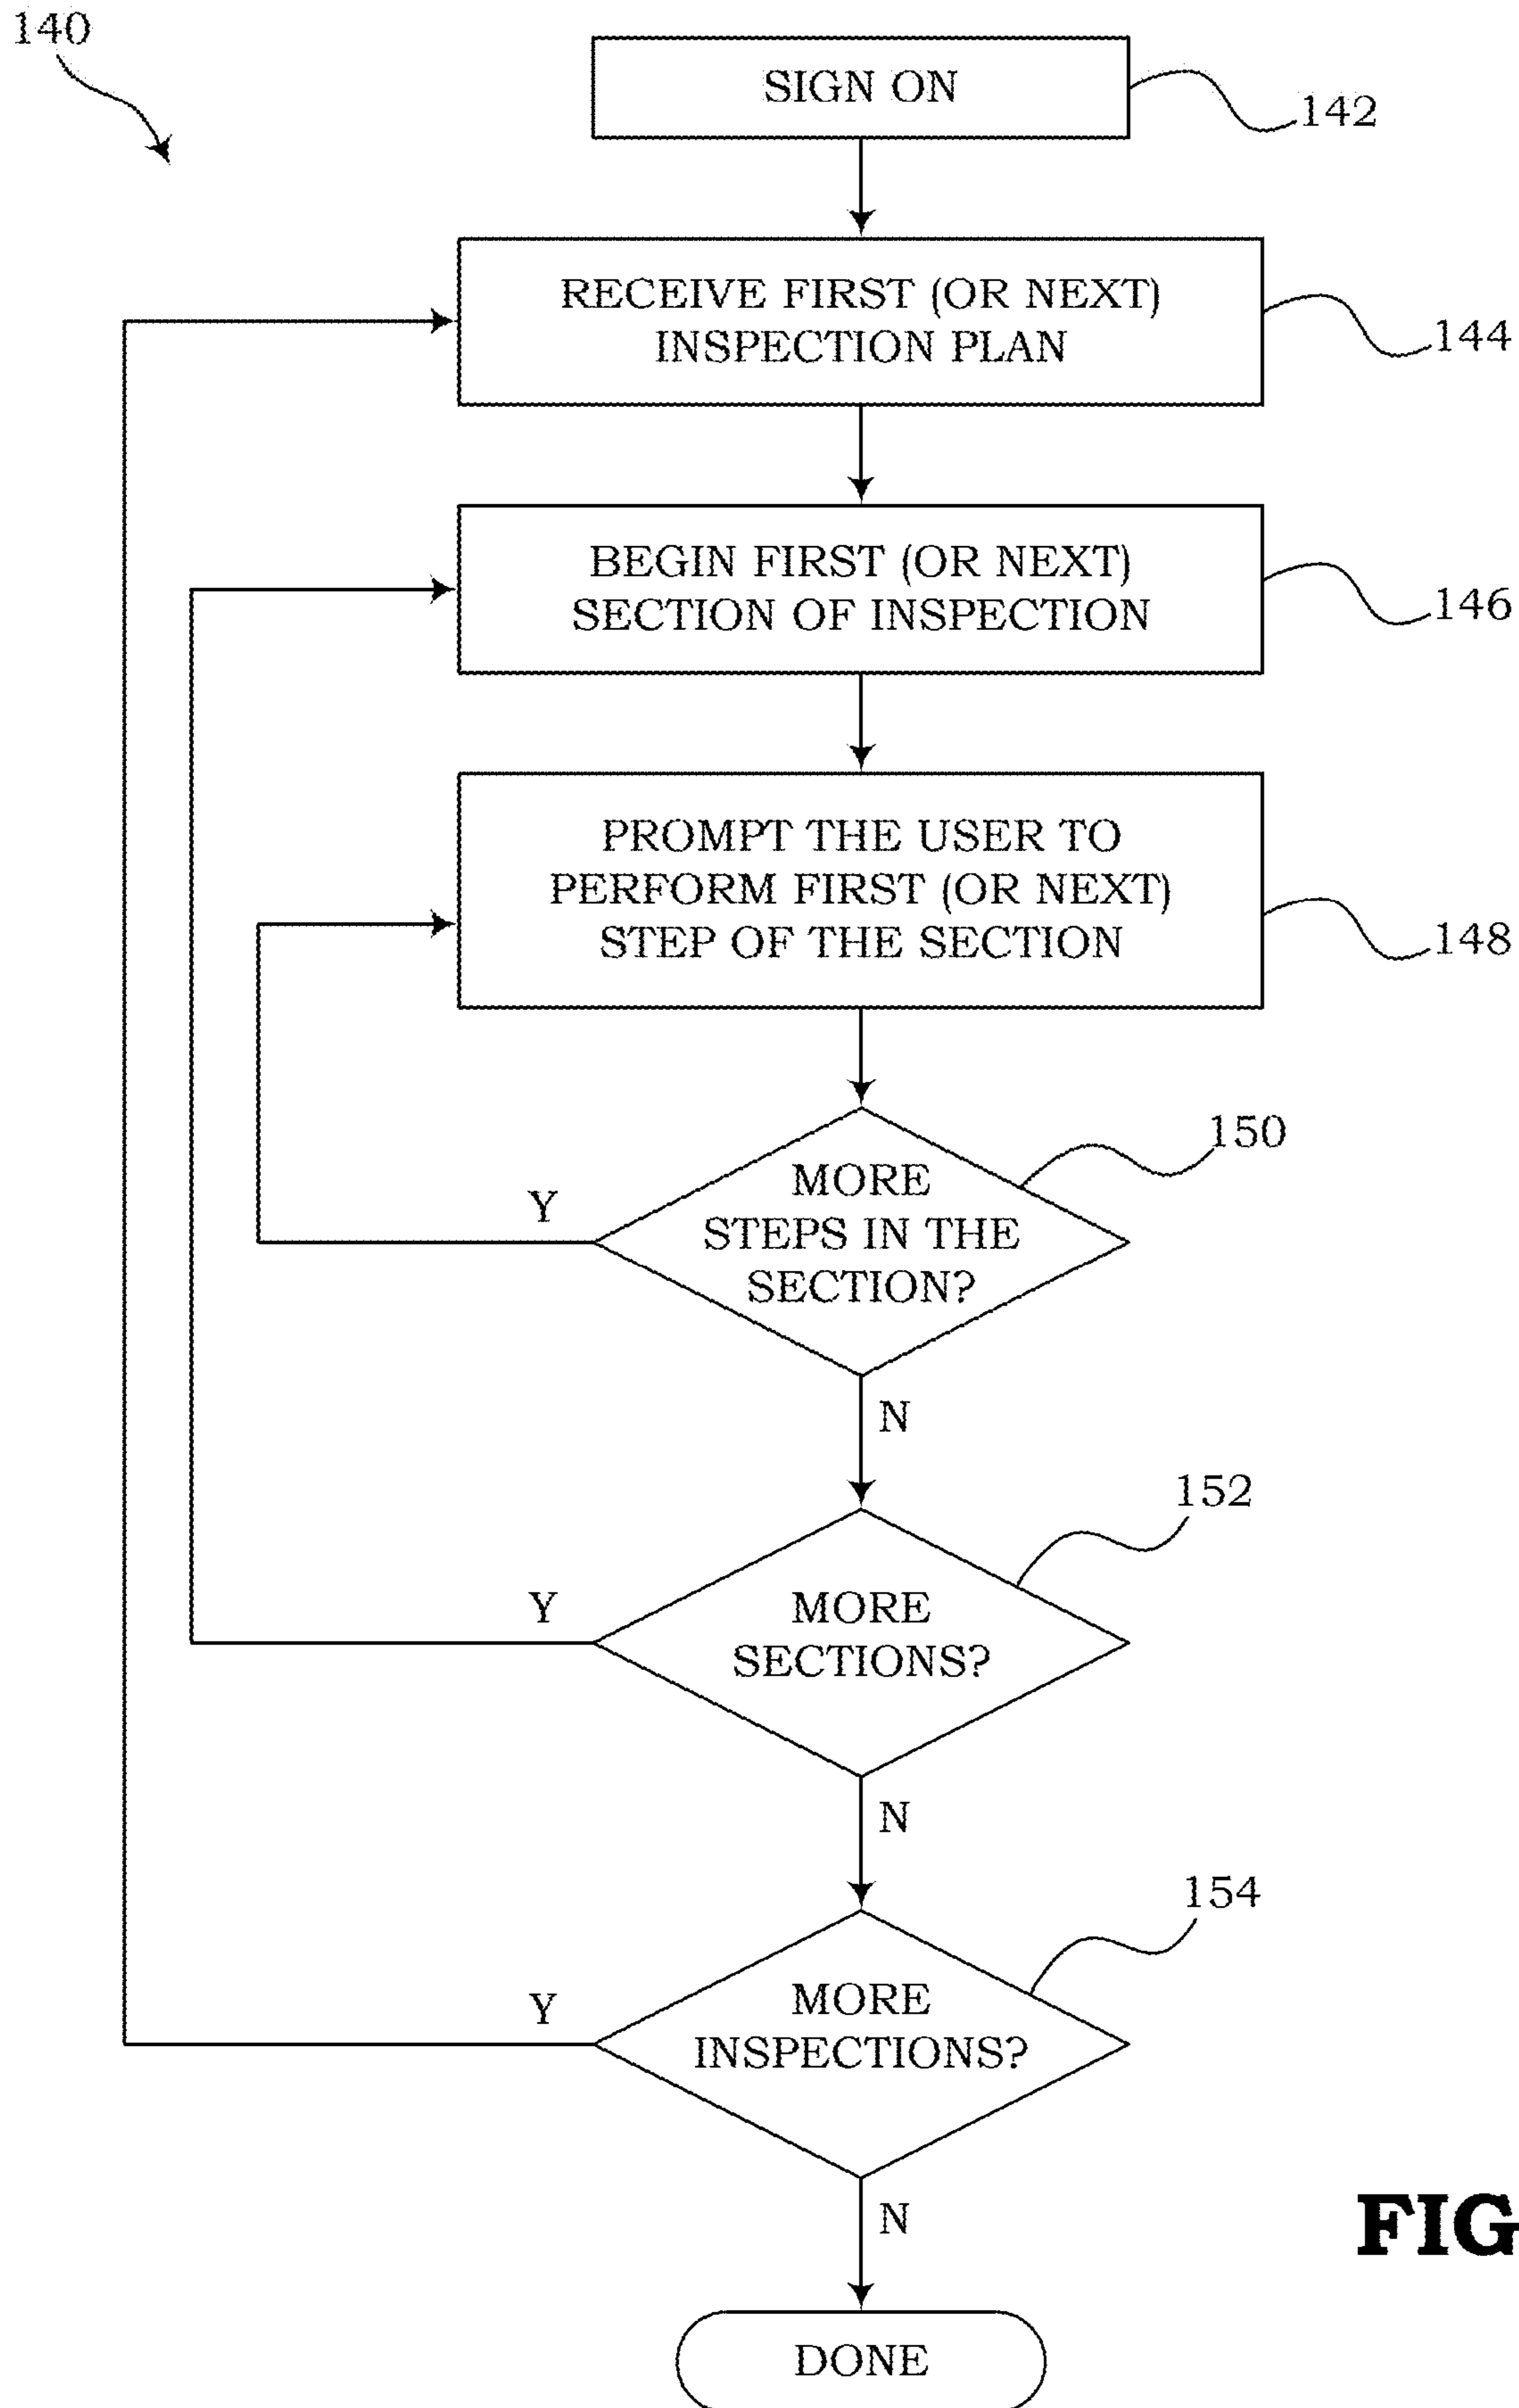 140
SIGN ON
142
RECEIVE FIRST (OR NEXT)
INSPECTION PLAN
144
BEGIN FIRST (OR NEXT)
SECTION OF INSPECTION
146
PROMPT THE USER TO
PERFORM FIRST (OR NEXT)
STEP OF THE SECTION
148
150
MORE
STEPS IN THE
SECTION?
Y
N
152
MORE
SECTIONS?
Y
N
154
MORE
INSPECTIONS?
Y
N
FIG
DONE